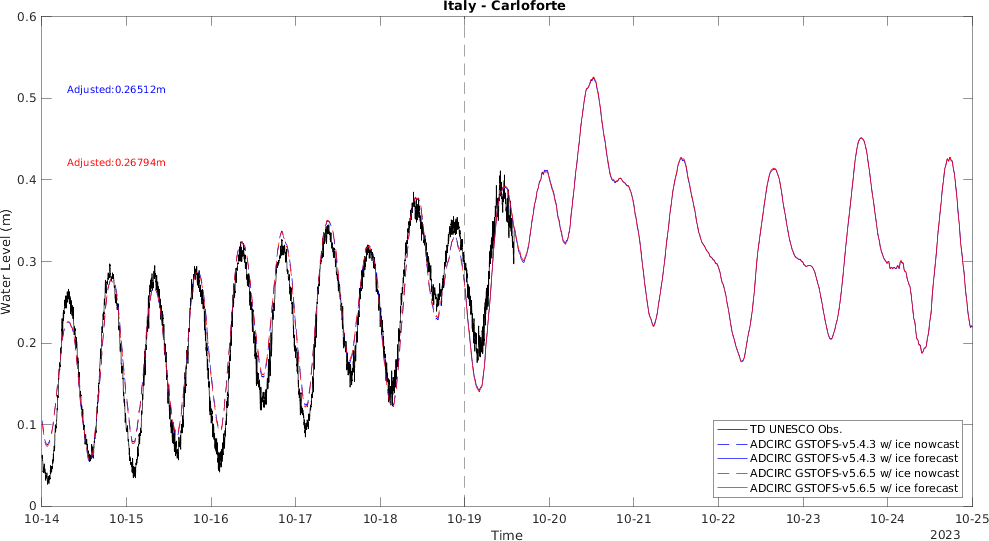 Italy - Carloforte
0.6
0.5
0.4
0.3
0.2
0.1
0
Water Level (m)
Adjusted:0.26512m
Adjusted:0.26794m
TD UNESCO Obs.
ADCIRC GSTOFS-v5.4.3 w/ ice nowcast
ADCIRC GSTOFS-v5.4.3 w/ ice forecast
ADCIRC GSTOFS-v5.6.5 w/ ice nowcast
ADCIRC GSTOFS-v5.6.5 w/ ice forecast
10-14 10-15 10-16 10-17 10-18 10-19 10-20 10-21 10-22 10-23 10-24 10-25
Time
2023